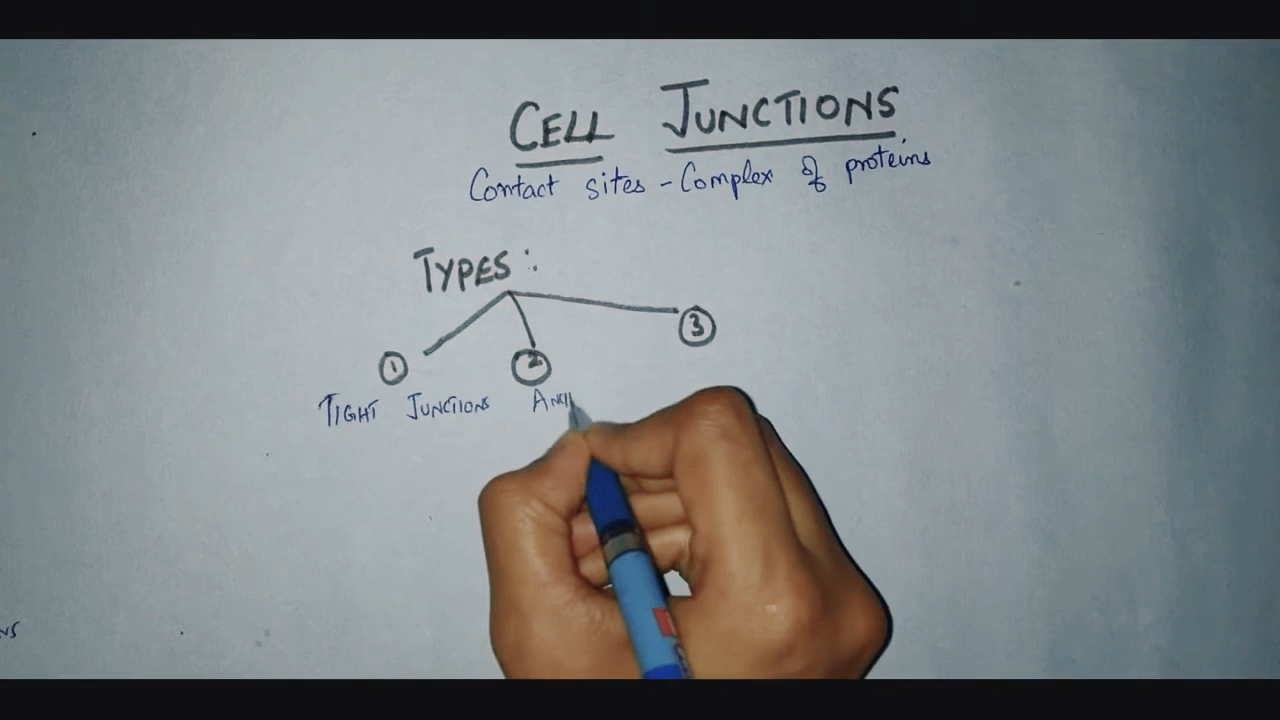 CELL JUNCTIONS
Contact sites - Complex of proteins
TYPES :
① ② ③
TIGHT JUNCTIONS